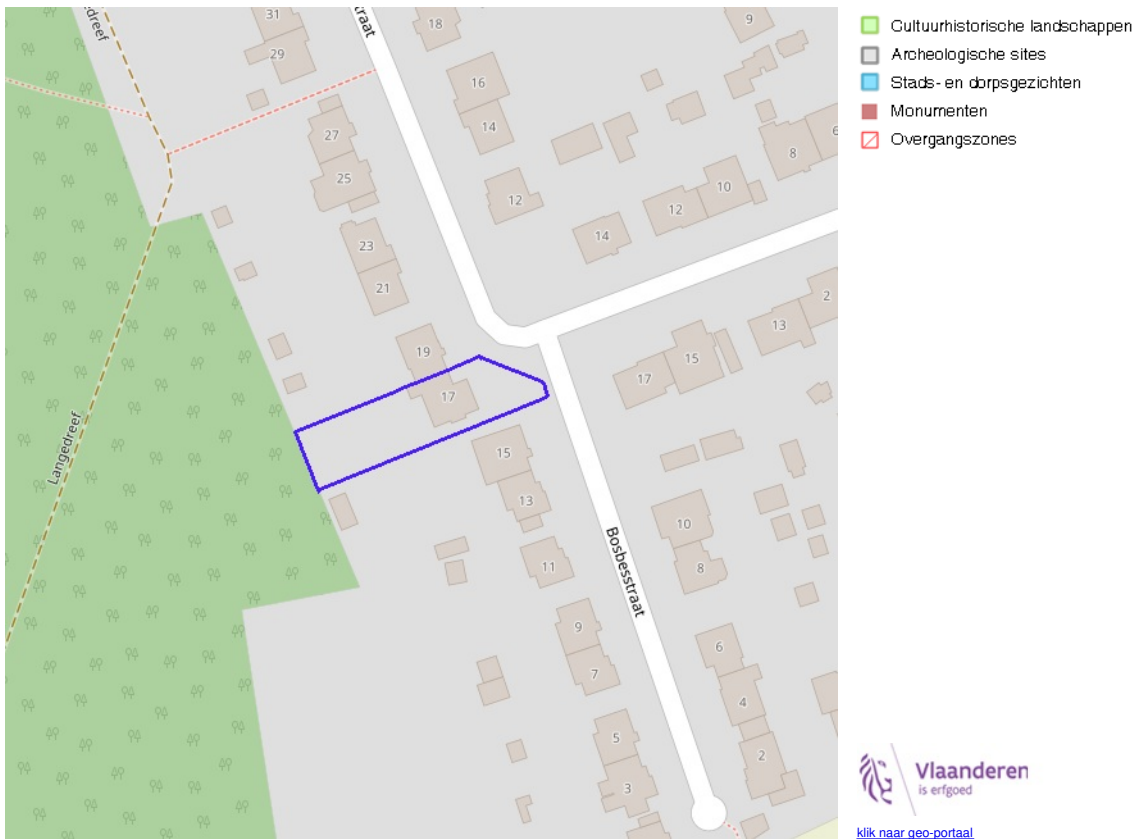 31
29
dreef
traat
18
9
16
14
27
25
12
10
8
6
12
14
23
21
2
13
15
17
19
17
15
13
Langedreef
10
8
11
Bosbesstraat
9
7
6
4
5
2
3
Cultuurhistorische landschappen
Archeologische sites
Stads- en dorpsgezichten
Monumenten
Overgangszones
Vlaanderen
is erfgoed
klik naar geo-portaal